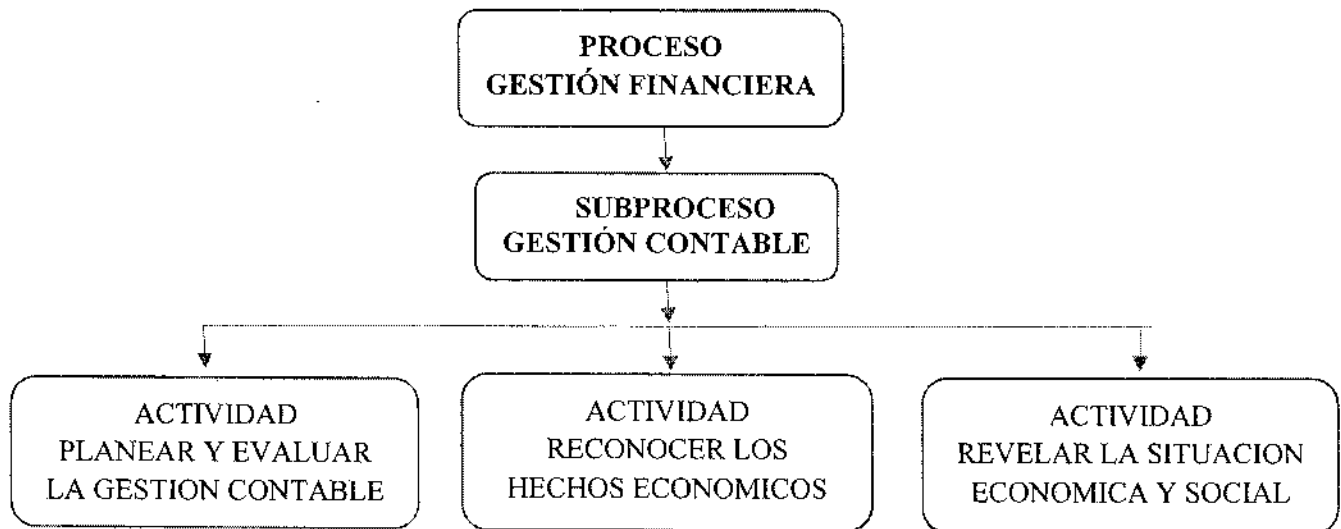 PROCESO
GESTIÓN FINANCIERA
SUBPROCESO
GESTIÓN CONTABLE
ACTIVIDAD
PLANEAR Y EVALUAR
LA GESTION CONTABLE
ACTIVIDAD
RECONOCER LOS
HECHOS ECONOMICOS
ACTIVIDAD
REVELAR LA SITUACION
ECONOMICA Y SOCIAL